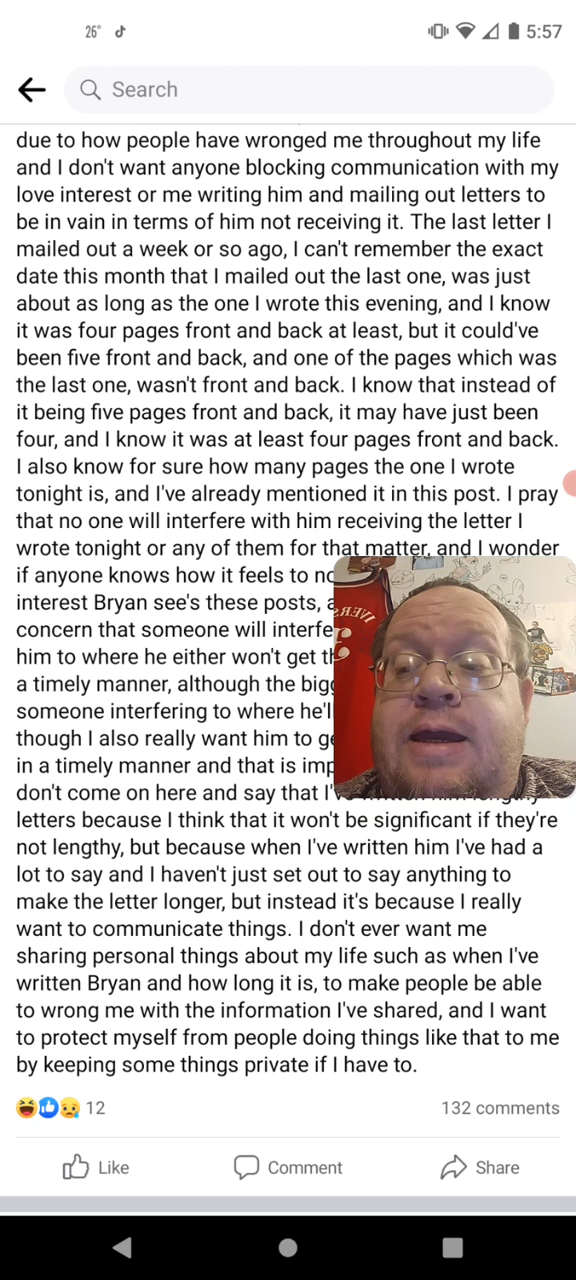 26°
5:57
Search
due to how people have wronged me throughout my life
and I don't want anyone blocking communication with my
love interest or me writing him and mailing out letters to
be in vain in terms of him not receiving it. The last letter I
mailed out a week or so ago, I can't remember the exact
date this month that I mailed out the last one, was just
about as long as the one I wrote this evening, and I know
it was four pages front and back at least, but it could've
been five front and back, and one of the pages which was
the last one, wasn't front and back. I know that instead of
it being five pages front and back, it may have just been
four, and I know it was at least four pages front and back.
I also know for sure how many pages the one I wrote
tonight is, and I've already mentioned it in this post. I pray
that no one will interfere with him receiving the letter I
wrote tonight or any of them for that matter, and I wonder
if anyone knows how it feels to
interest Bryan see's these posts,
concern that someone will
him to where he either won't get
a timely manner, although the
someone interfering to where
though I also really want him to
in a timely manner and that is
don't come on here and say that I've written him lengthy
letters because I think that it won't be significant if they're
not lengthy, but because when I've written him I've had a
lot to say and I haven't just set out to say anything to
make the letter longer, but instead it's because I really
want to communicate things. I don't ever want me
sharing personal things about my life such as when I've
written Bryan and how long it is, to make people be able
to wrong me with the information I've shared, and I want
to protect myself from people doing things like that to me
by keeping some things private if I have to.
12
132 comments
Like
Comment
Share